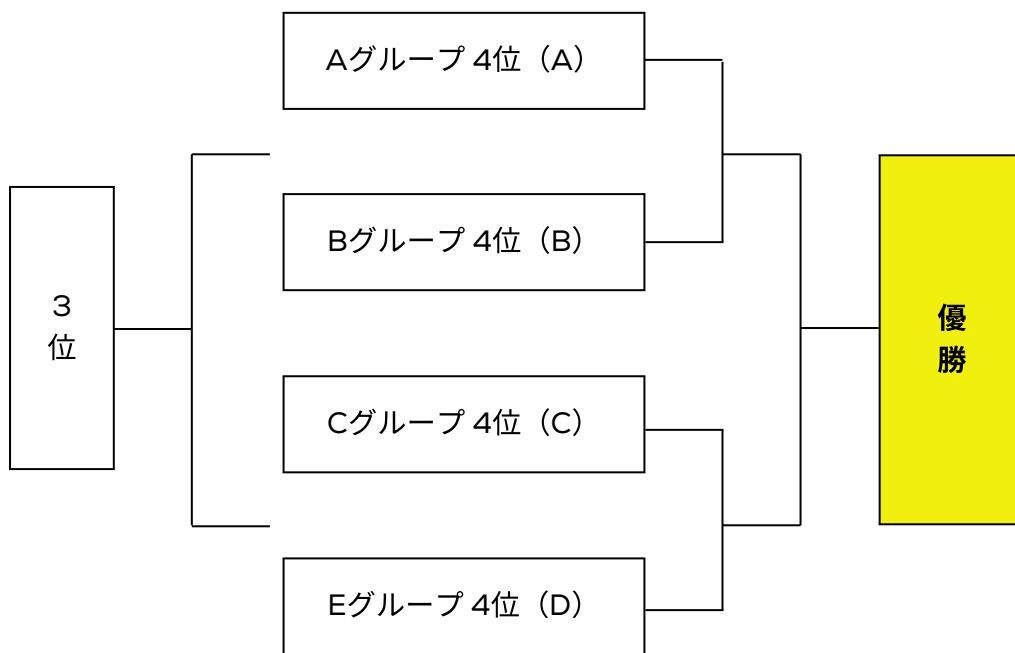 Aグループ 4位（A）
Bグループ 4位（B）
3
位
優
勝
Cグループ 4位（C）
Eグループ 4位（D）